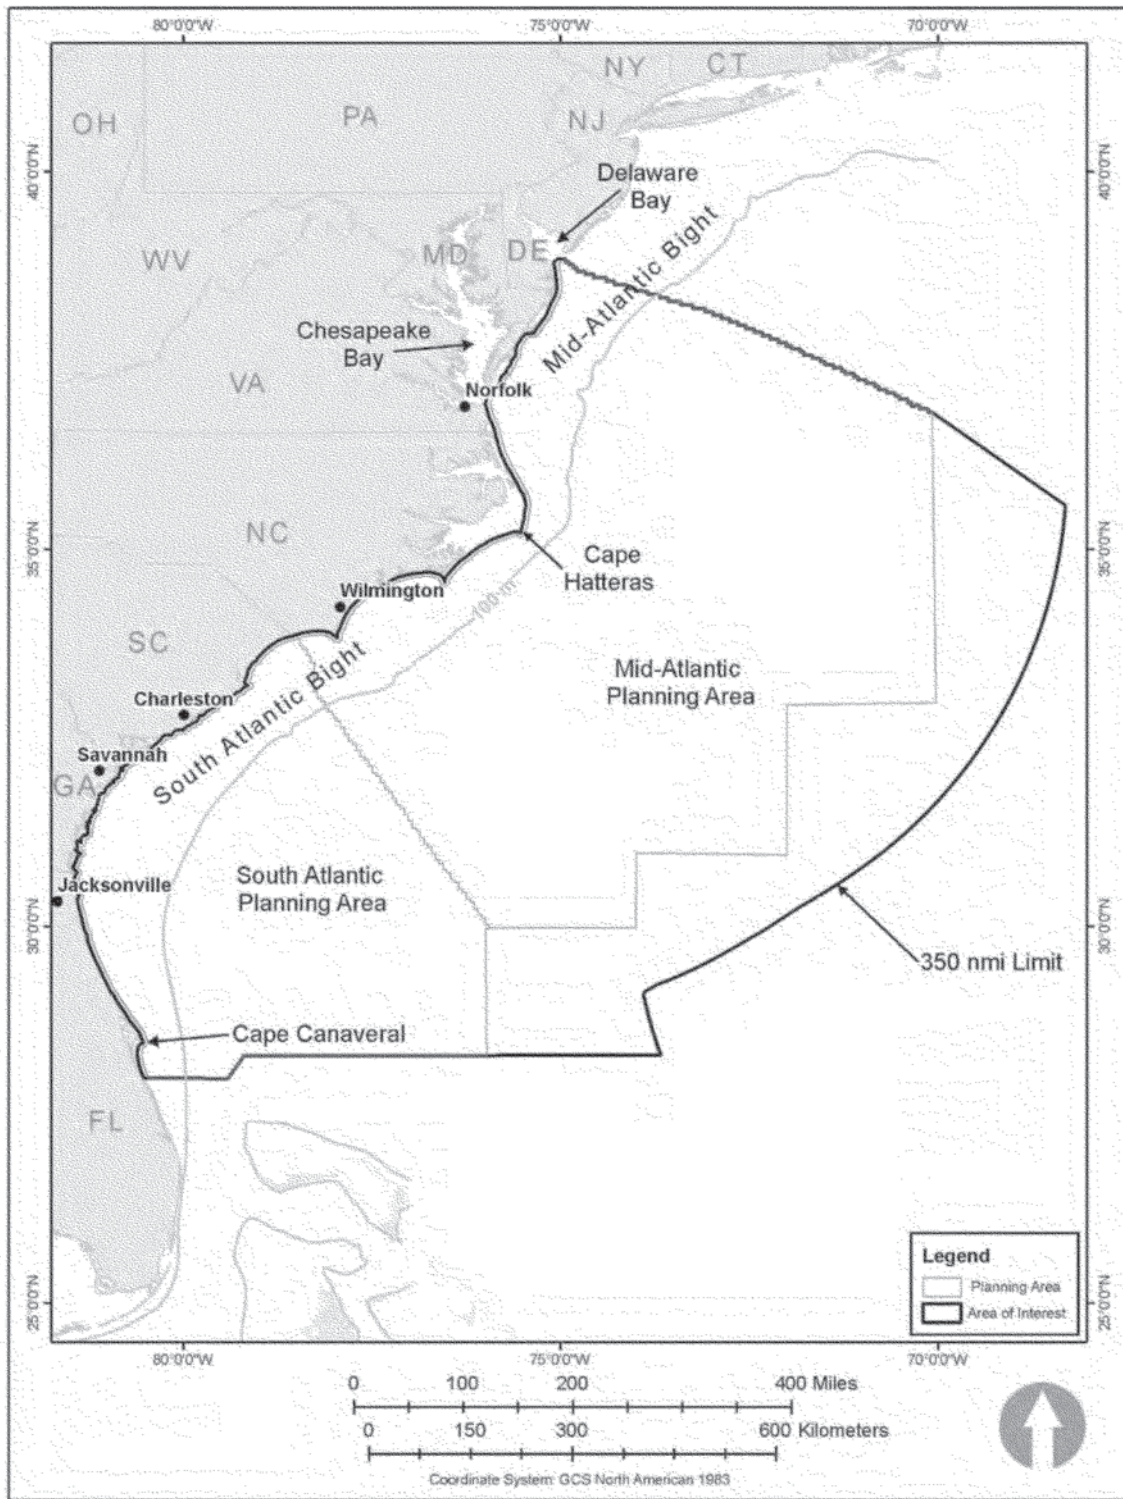 80°0'0"W
75°0'0"W
70°0'0"W
NY
CT
OH
PA
NJ
40°0'0"N
40°0'0"N
Delaware
Bay
WV
MD
DE
Mid-Atlantic Bight
Chesapeake
Bay
VA
Norfolk
NC
35°0'0"N
35°0'0"N
Cape
Hatteras
Wilmington
100-m
SC
Mid-Atlantic
Planning Area
Charleston
South Atlantic Bight
Savannah
GA
South Atlantic
Planning Area
Jacksonville
30°0'0"N
30°0'0"N
350 nmi Limit
Cape Canaveral
FL
Legend
Planning Area
Area of Interest
25°0'0"N
25°0'0"N
80°0'0"W
75°0'0"W
70°0'0"W
0 100 200 400 Miles
0 150 300 600 Kilometers
Coordinate System: GCS North American 1983